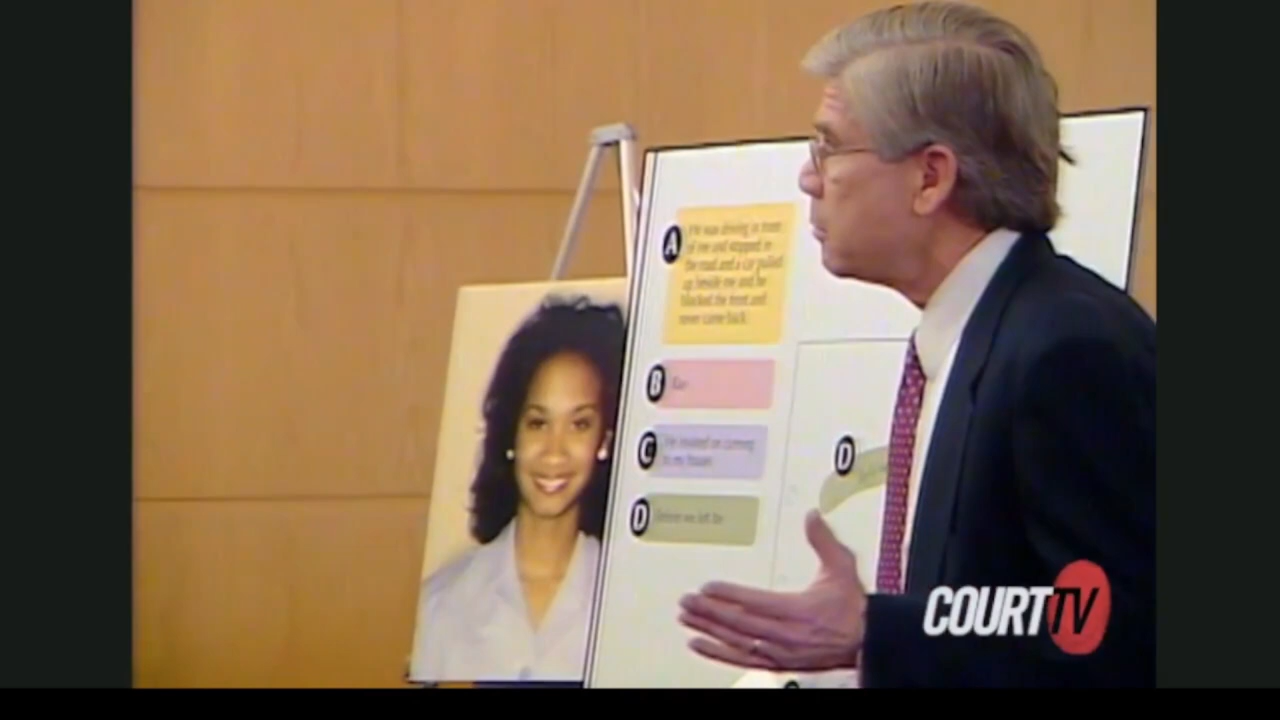 A
He was driving in front
of me and stopped in
the road and a car pulled
up beside me and he
blocked the front and
never came back.
B
C
He insisted on coming
to my house.
D
D
COURT TV